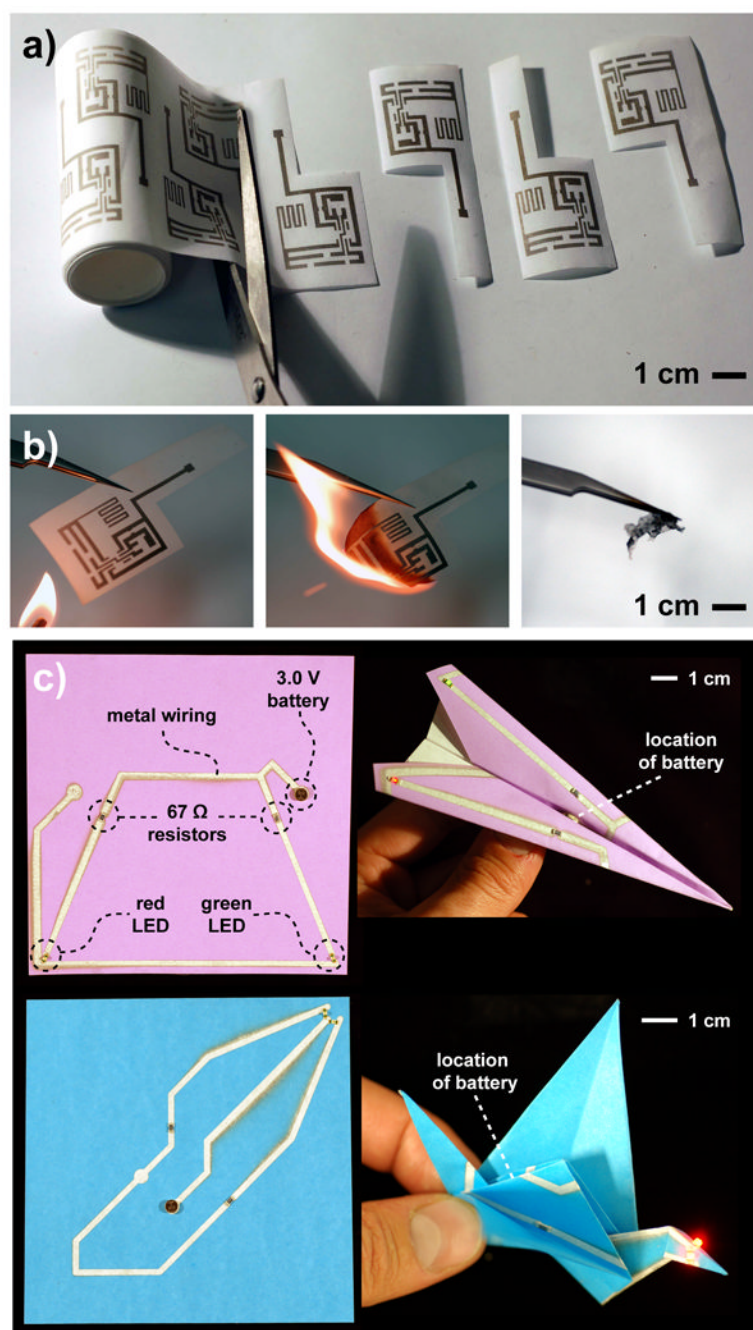 a)
1 cm
b)
1 cm
c)
3.0 V
battery
metal wiring
67 Ω
resistors
red
LED
green
LED
1 cm
location
of battery
1 cm
location
of battery